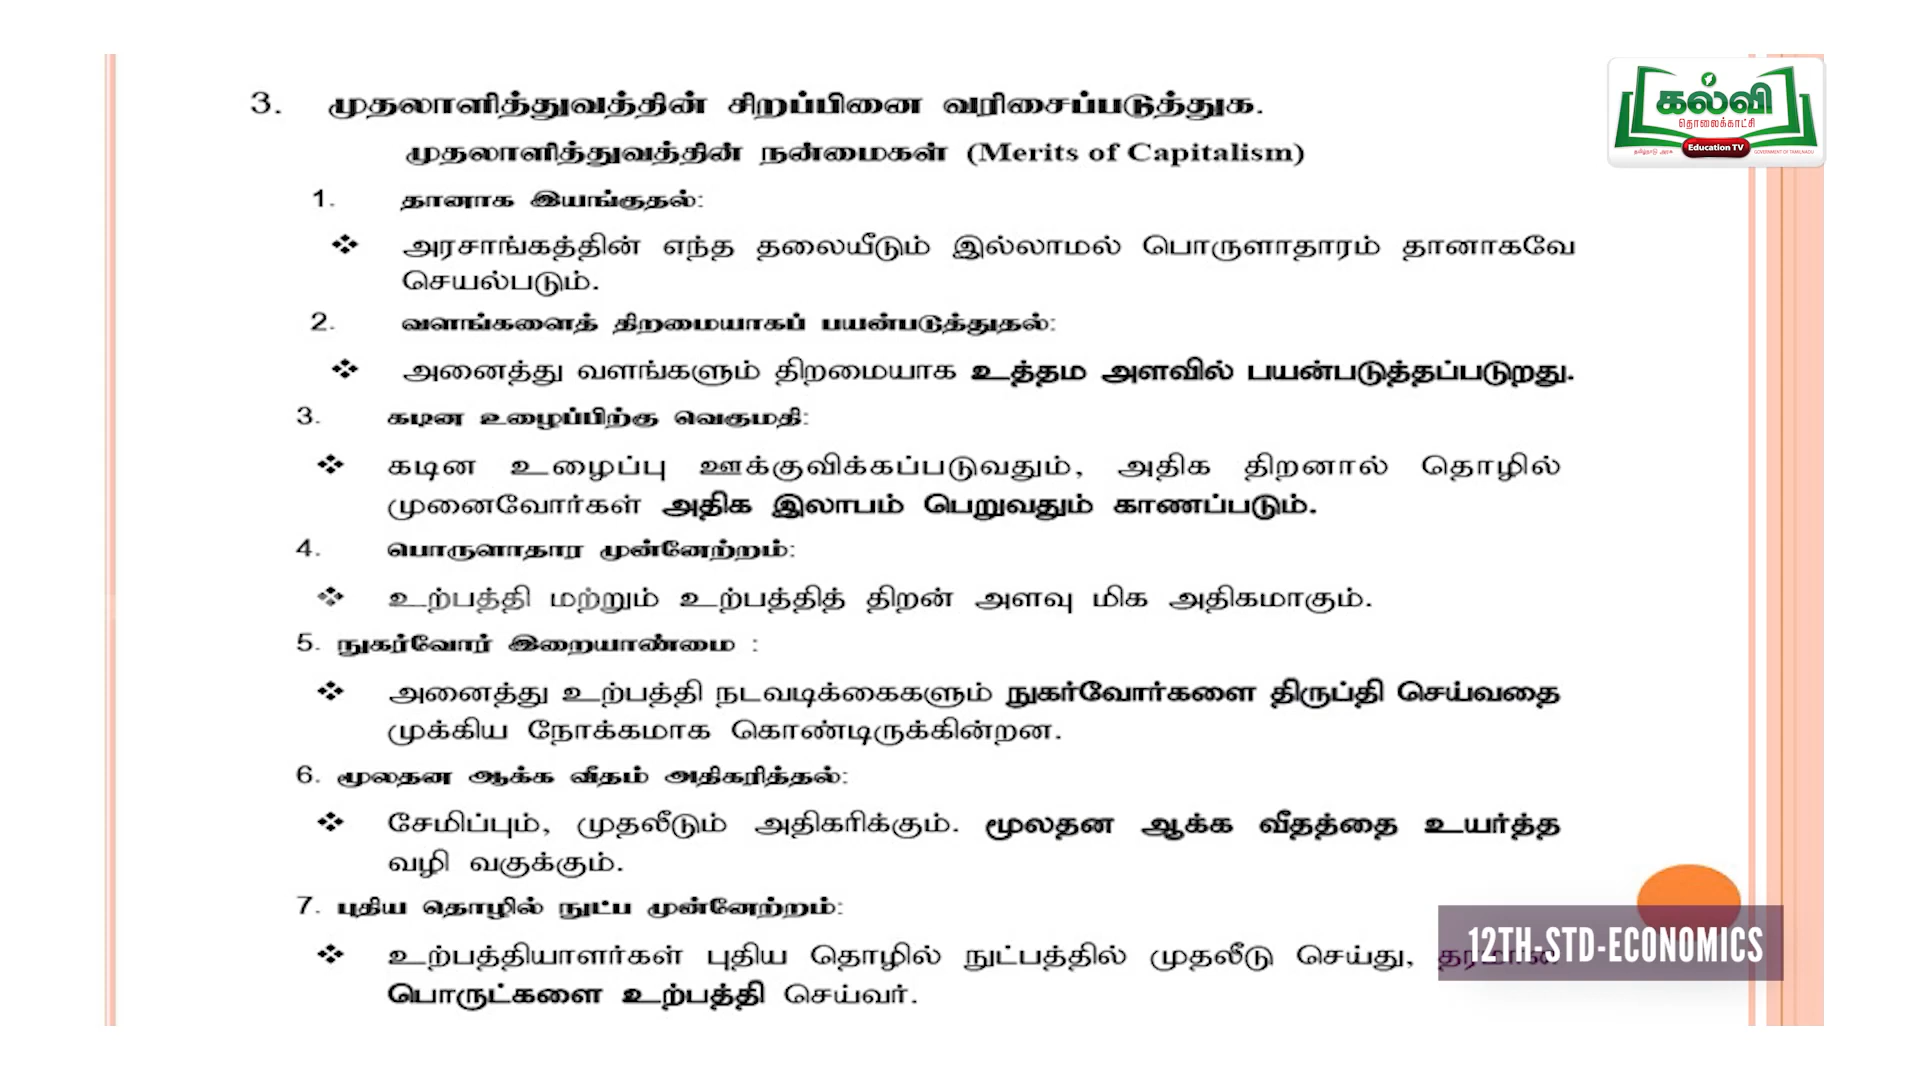 3. முதலாளித்துவத்தின் சிறப்பினை வரிசைப்படுத்துக.
முதலாளித்துவத்தின் நன்மைகள் (Merits of Capitalism)
1. தானாக இயங்குதல்:
❖ அரசாங்கத்தின் எந்த தலையீடும் இல்லாமல் பொருளாதாரம் தானாகவே
செயல்படும்.
2. வளங்களைத் திறமையாகப் பயன்படுத்துதல்:
❖ அனைத்து வளங்களும் திறமையாக உத்தம அளவில் பயன்படுத்தப்படுறது.
3. கடின உழைப்பிற்கு வெகுமதி:
❖ கடின உழைப்பு ஊக்குவிக்கப்படுவதும், அதிக திறனால் தொழில்
முனைவோர்கள் அதிக இலாபம் பெறுவதும் காணப்படும்.
4. பொருளாதார முன்னேற்றம்:
❖ உற்பத்தி மற்றும் உற்பத்தித் திறன் அளவு மிக அதிகமாகும்.
5. நுகர்வோர் இறையாண்மை :
❖ அனைத்து உற்பத்தி நடவடிக்கைகளும் நுகர்வோர்களை திருப்தி செய்வதை
முக்கிய நோக்கமாக கொண்டிருக்கின்றன.
6. மூலதன ஆக்க வீதம் அதிகரித்தல்:
❖ சேமிப்பும், முதலீடும் அதிகரிக்கும். மூலதன ஆக்க வீதத்தை உயர்த்த
வழி வகுக்கும்.
7. புதிய தொழில் நுட்ப முன்னேற்றம்:
❖ உற்பத்தியாளர்கள் புதிய தொழில் நுட்பத்தில் முதலீடு செய்து, தரமான
பொருட்களை உற்பத்தி செய்வர்.
கல்வி
தொலைக்காட்சி
Education TV
தமிழ்நாடு அரசு
GOVERNMENT OF TAMILNADU
12TH-STD-ECONOMICS